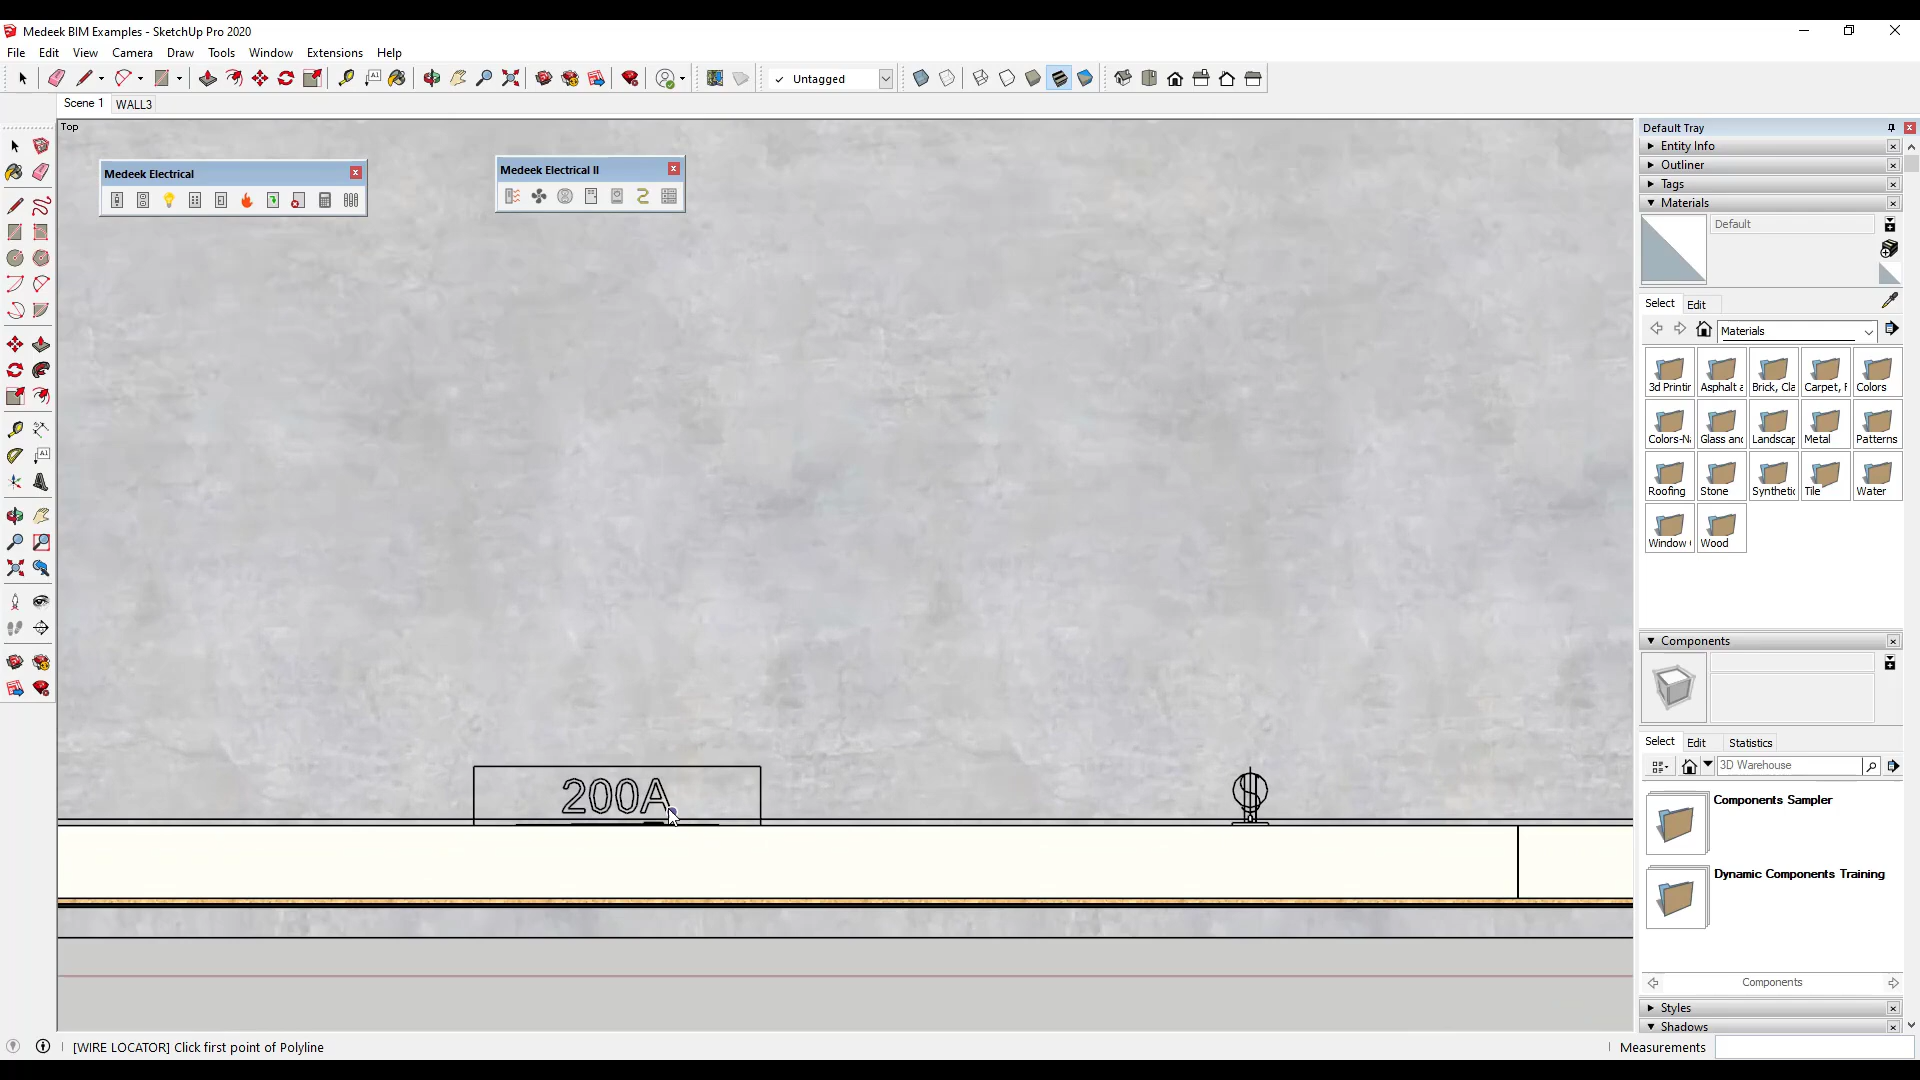 Medeek BIM Examples - SketchUp Pro 2020
File Edit View Camera Draw Tools Window Extensions Help
Untagged
Scene 1 WALL3
Top
Medeek Electrical
Medeek Electrical II
200A
Default Tray
Entity Info
Outliner
Tags
Materials
Default
Select Edit
Materials
3d Printir Asphalt a Brick, Cla Carpet, F Colors
Colors-Na Glass and Landscap Metal Patterns
Roofing Stone Synthetic Tile Water
Window Wood
Components
Select Edit Statistics
3D Warehouse
Components Sampler
Dynamic Components Training
Components
Styles
Shadows
[WIRE LOCATOR] Click first point of Polyline
Measurements